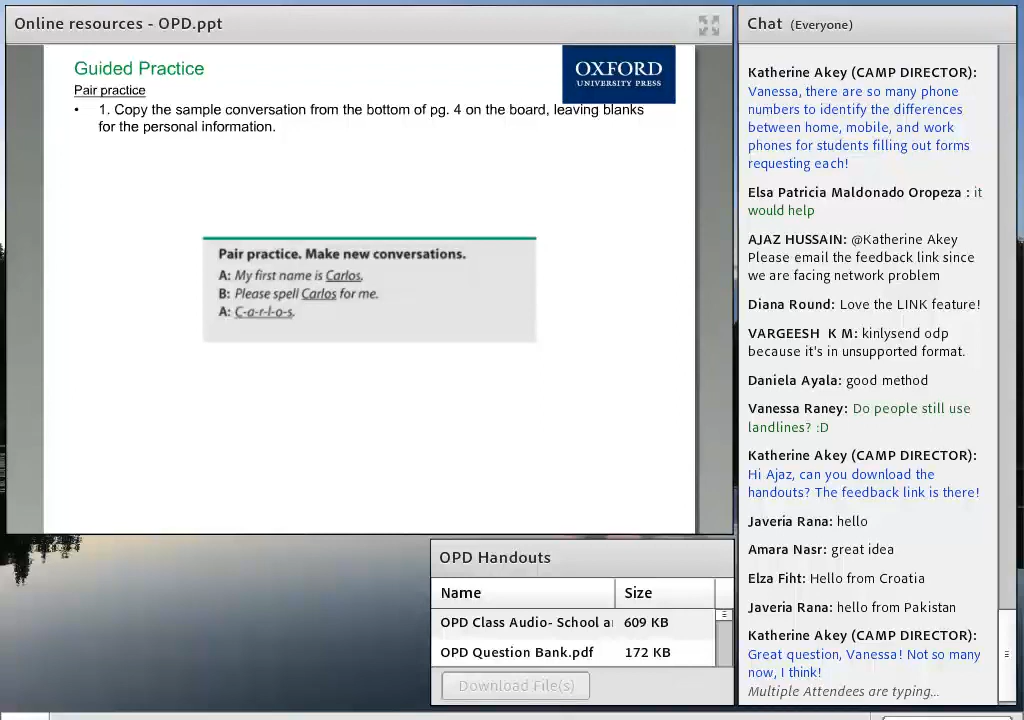 Online resources - OPD.ppt
Guided Practice
OXFORD
UNIVERSITY PRESS
Pair practice
• 1. Copy the sample conversation from the bottom of pg. 4 on the board, leaving blanks
for the personal information.
Pair practice. Make new conversations.
A: My first name is Carlos.
B: Please spell Carlos for me.
A: C-a-r-l-o-s.
OPD Handouts
Name Size
OPD Class Audio- School a 609 KB
OPD Question Bank.pdf 172 KB
Download File(s)
Chat (Everyone)
Katherine Akey (CAMP DIRECTOR):
Vanessa, there are so many phone
numbers to identify the differences
between home, mobile, and work
phones for students filling out forms
requesting each!
Elsa Patricia Maldonado Oropeza : it
would help
AJAZ HUSSAIN: @Katherine Akey
Please email the feedback link since
we are facing network problem
Diana Round: Love the LINK feature!
VARGEESH K M: kinlysend odp
because it's in unsupported format.
Daniela Ayala: good method
Vanessa Raney: Do people still use
landlines? :D
Katherine Akey (CAMP DIRECTOR):
Hi Ajaz, can you download the
handouts? The feedback link is there!
Javeria Rana: hello
Amara Nasr: great idea
Elza Fiht: Hello from Croatia
Javeria Rana: hello from Pakistan
Katherine Akey (CAMP DIRECTOR):
Great question, Vanessa! Not so many
now, I think!
Multiple Attendees are typing...